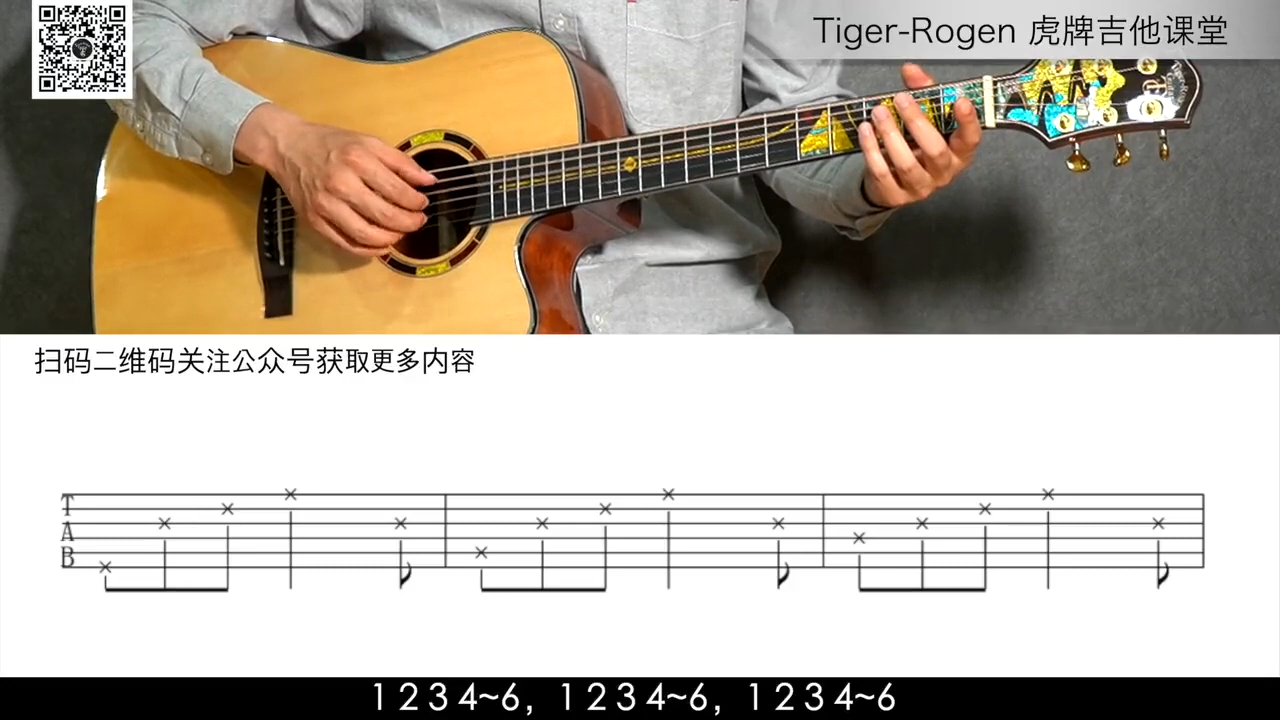 Tiger-Rogen 虎牌吉他课堂
扫码二维码关注公众号获取更多内容
T
A
B
1 2 3 4~6, 1 2 3 4~6, 1 2 3 4~6